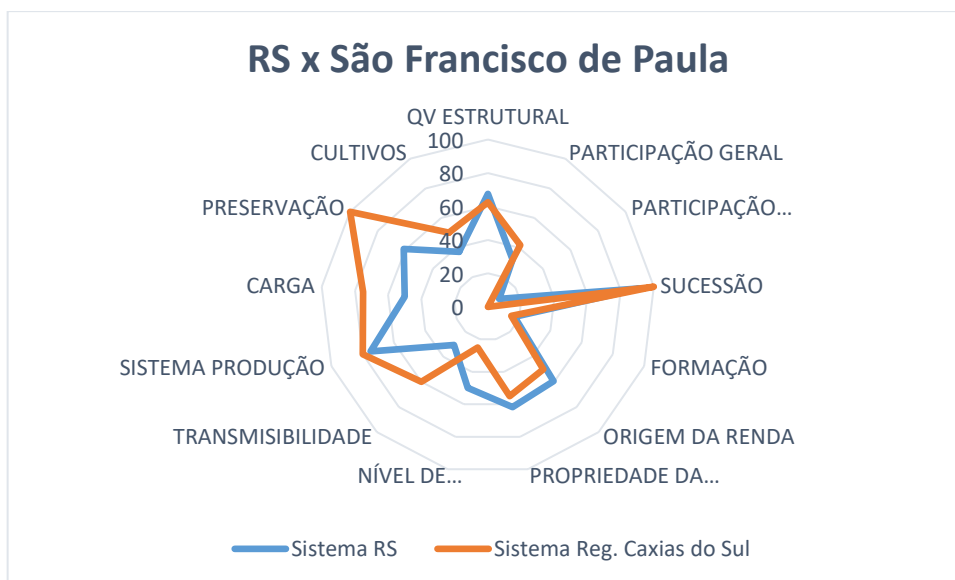 RS x São Francisco de Paula
QV ESTRUTURAL
100
CULTIVOS
PARTICIPAÇÃO GERAL
80
PRESERVAÇÃO
60
PARTICIPAÇÃO...
40
20
CARGA
SUCESSÃO
0
SISTEMA PRODUÇÃO
FORMAÇÃO
TRANSMISIBILIDADE
ORIGEM DA RENDA
NÍVEL DE...
PROPRIEDADE DA...
Sistema RS
Sistema Reg. Caxias do Sul